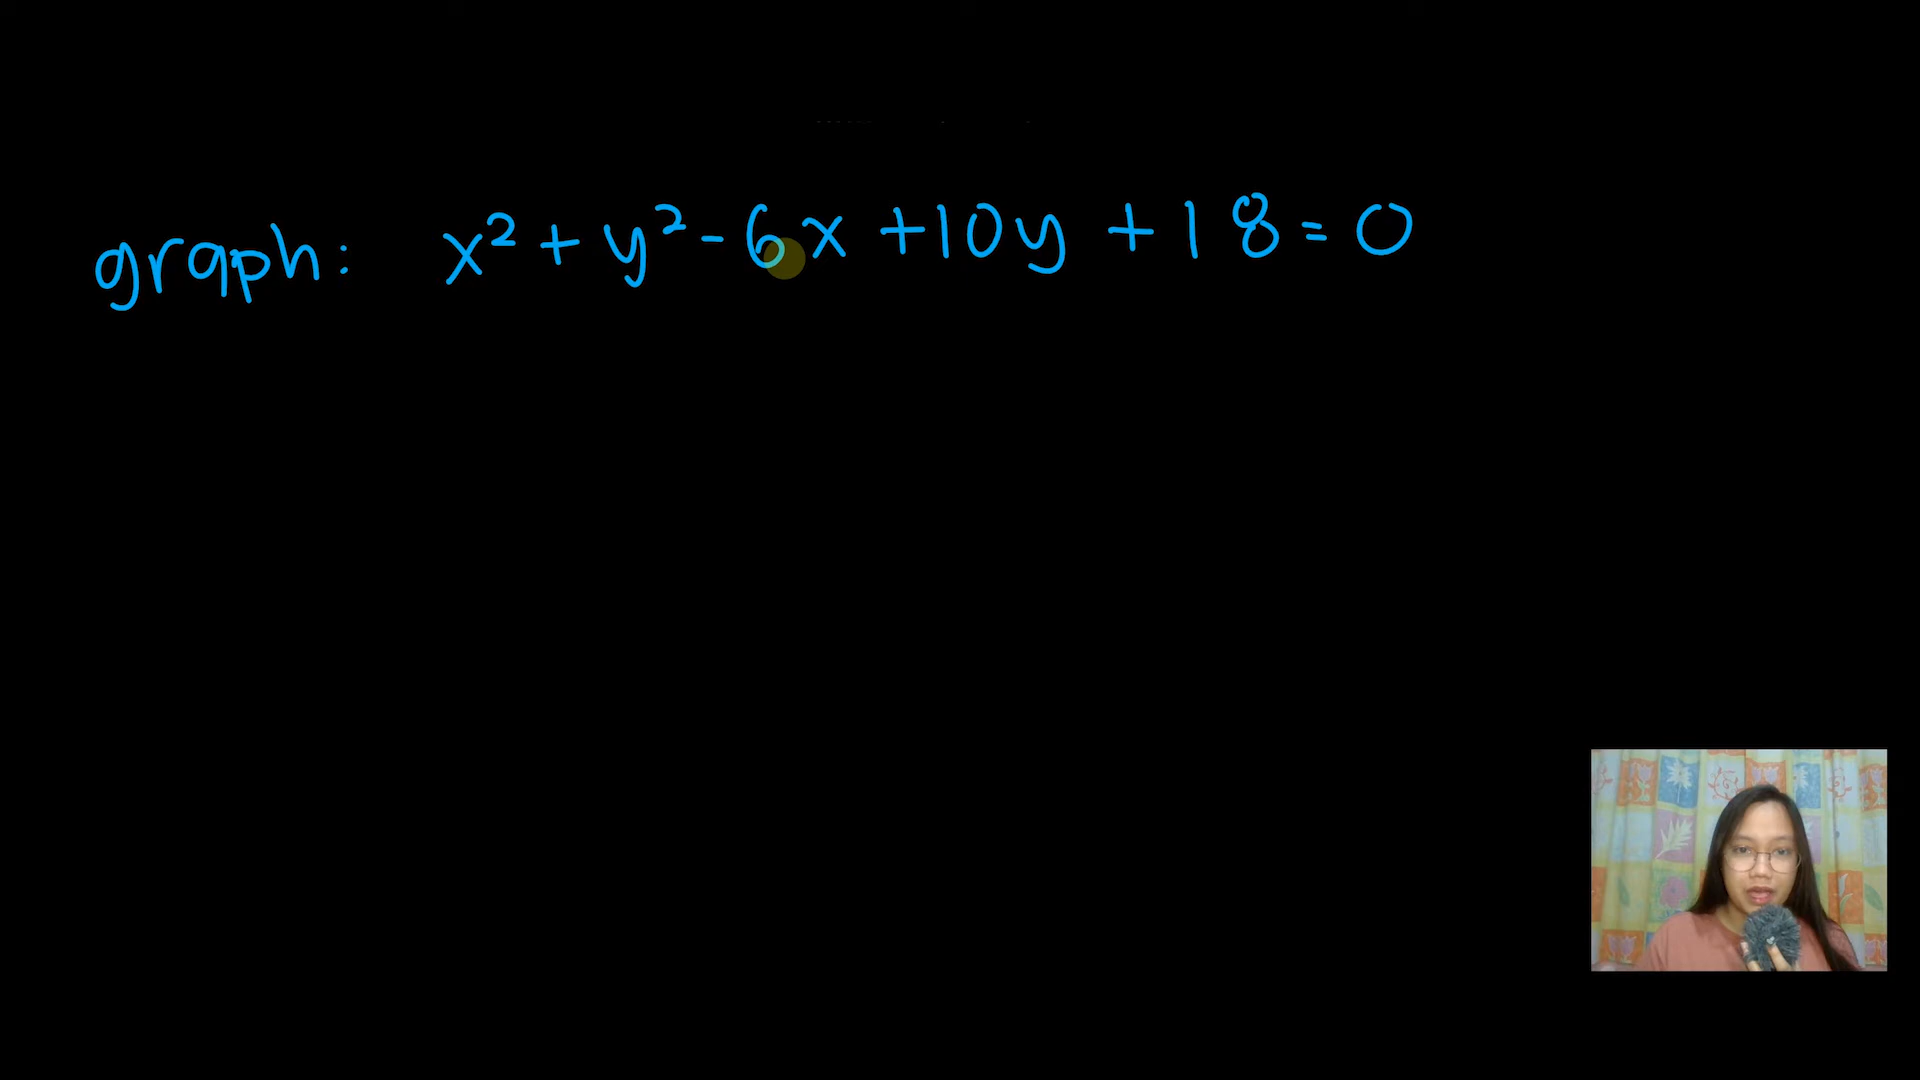 graph: x² + y² - 6x + 10y + 18 = 0